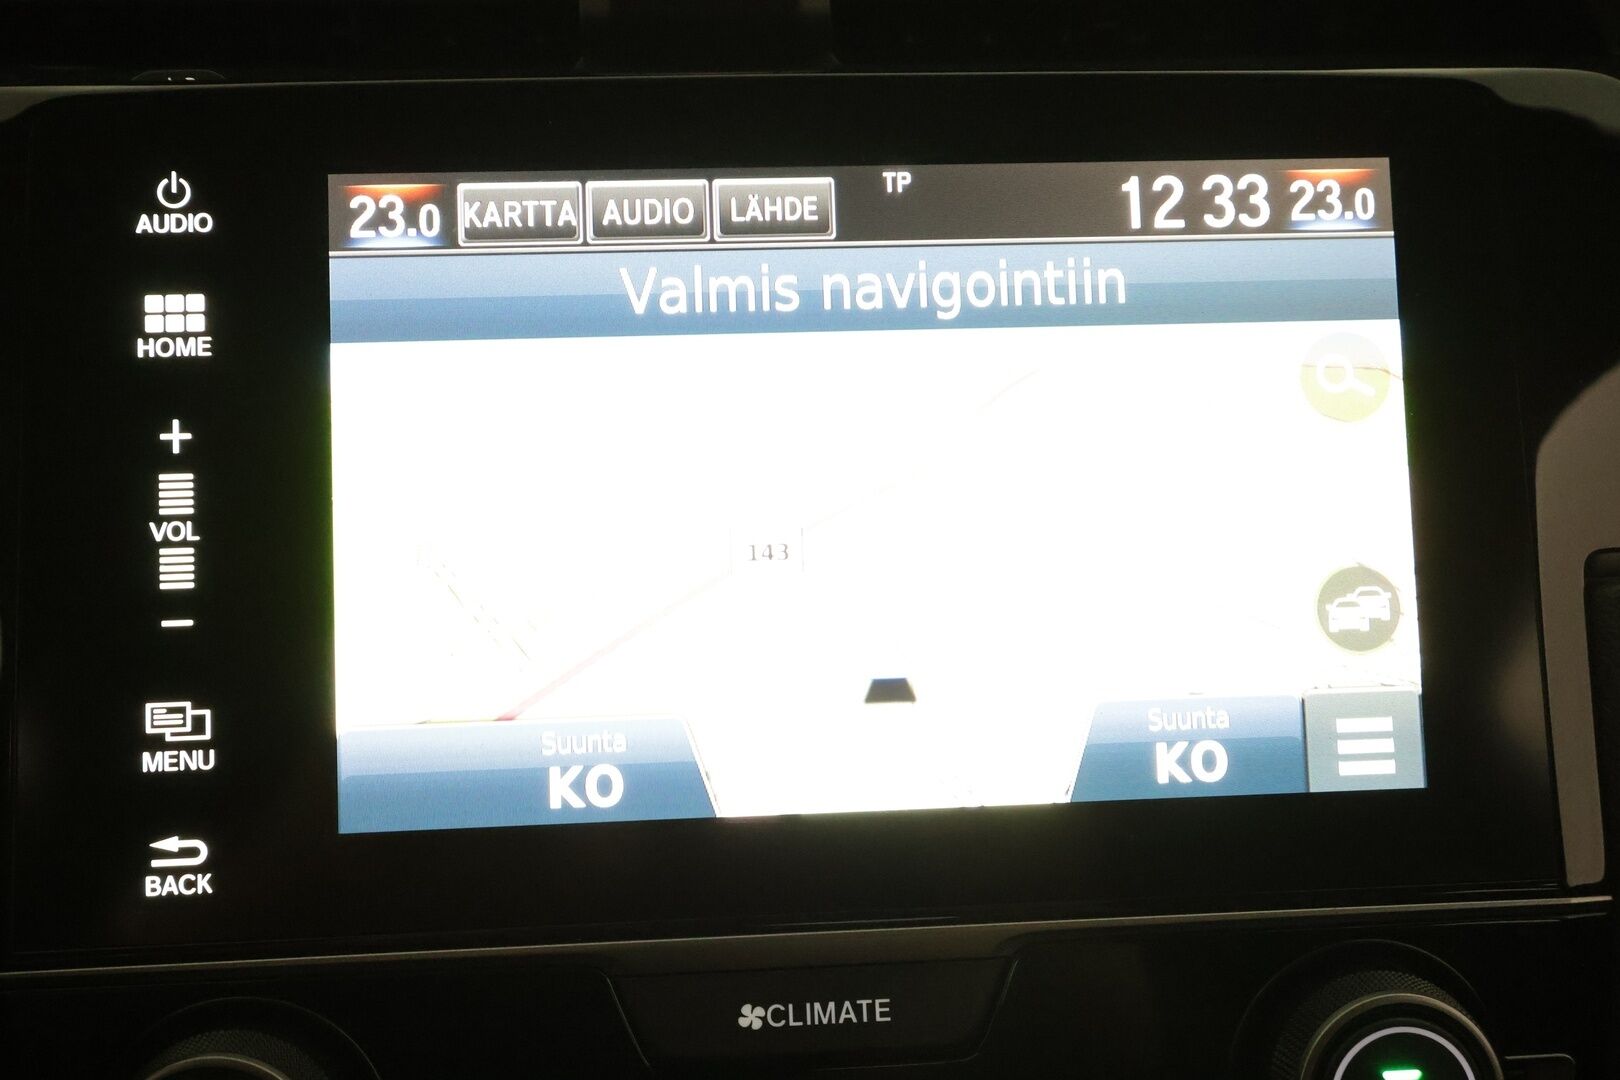 23.0 KARTTA AUDIO LÄHDE TP 12 33 23.0
Valmis navigointiin
143
Suunta
KO
Suunta
KO
AUDIO
HOME
+
VOL
-
MENU
BACK
CLIMATE